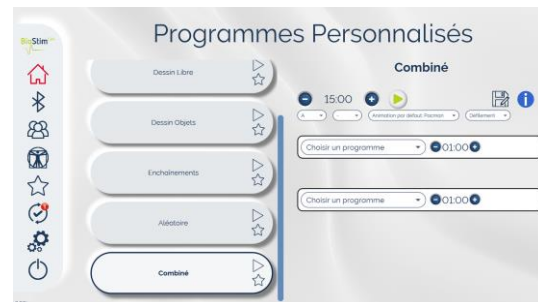 Programmes Personnalisés
BioStim
Dessin Libre
Dessin Objets
Enchaînements
Aléatoire
Combiné
Combiné
15:00
A
-
Animation par défaut Pacman
Défilement
Choisir un programme
01:00
Choisir un programme
01:00